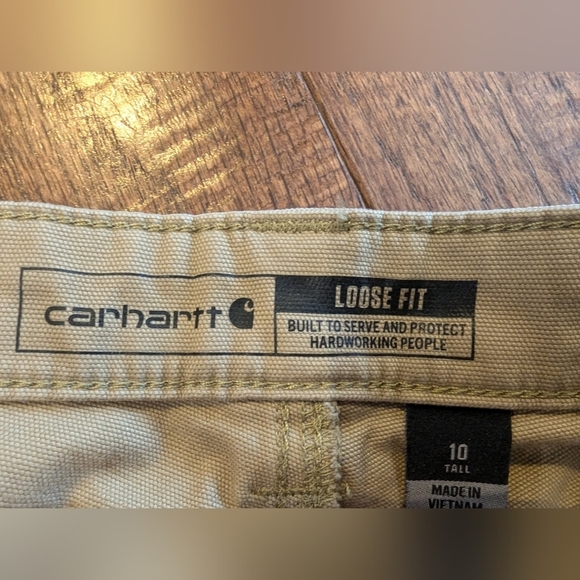 carhartt
LOOSE FIT
BUILT TO SERVE AND PROTECT
HARDWORKING PEOPLE
10
TALL
MADE IN
VIETNAM